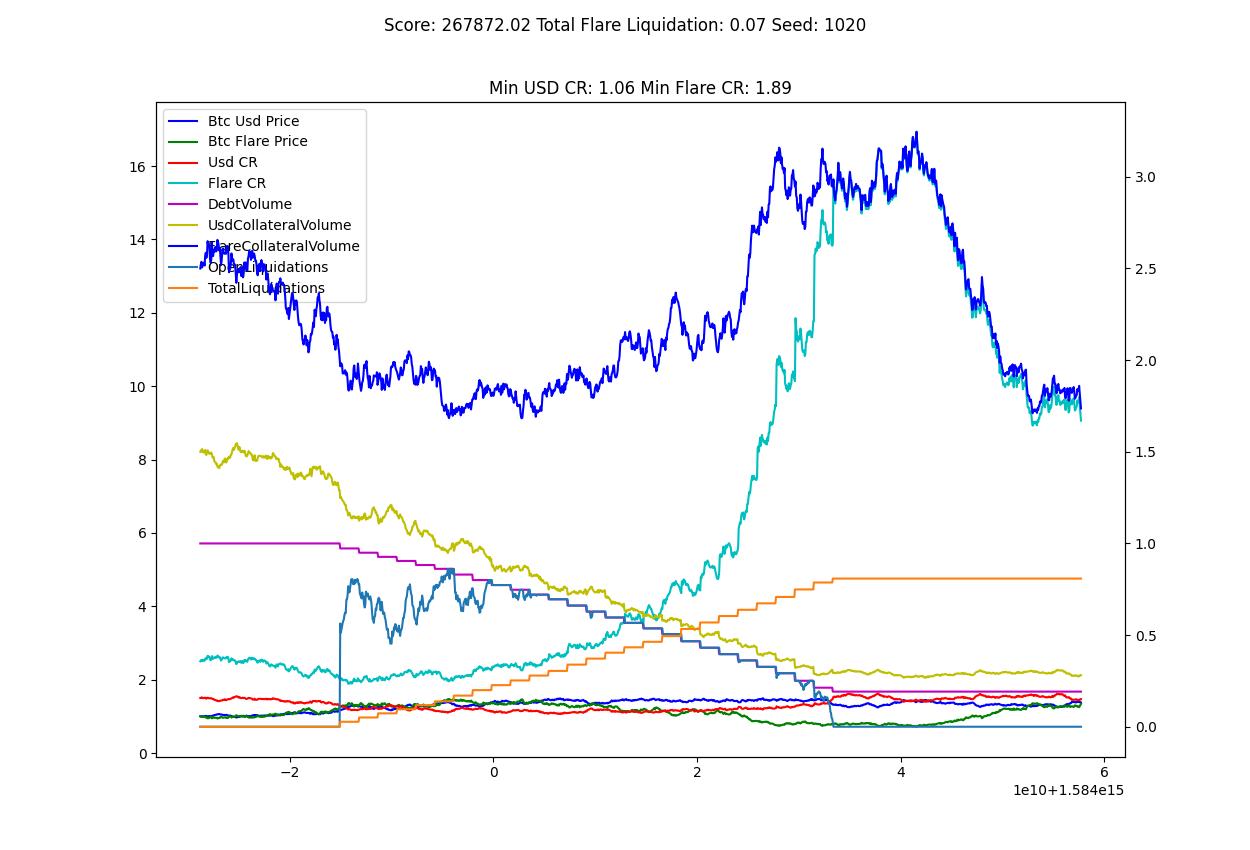 Score: 267872.02 Total Flare Liquidation: 0.07 Seed: 1020
Min USD CR: 1.06 Min Flare CR: 1.89
Btc Usd Price
Btc Flare Price
Usd CR
Flare CR
DebtVolume
UsdCollateralVolume
FlareCollateralVolume
OpenLiquidations
TotalLiquidations
16
14
12
10
8
6
4
2
0
3.0
2.5
2.0
1.5
1.0
0.5
0.0
−2
0
2
4
6
1e10+1.584e15